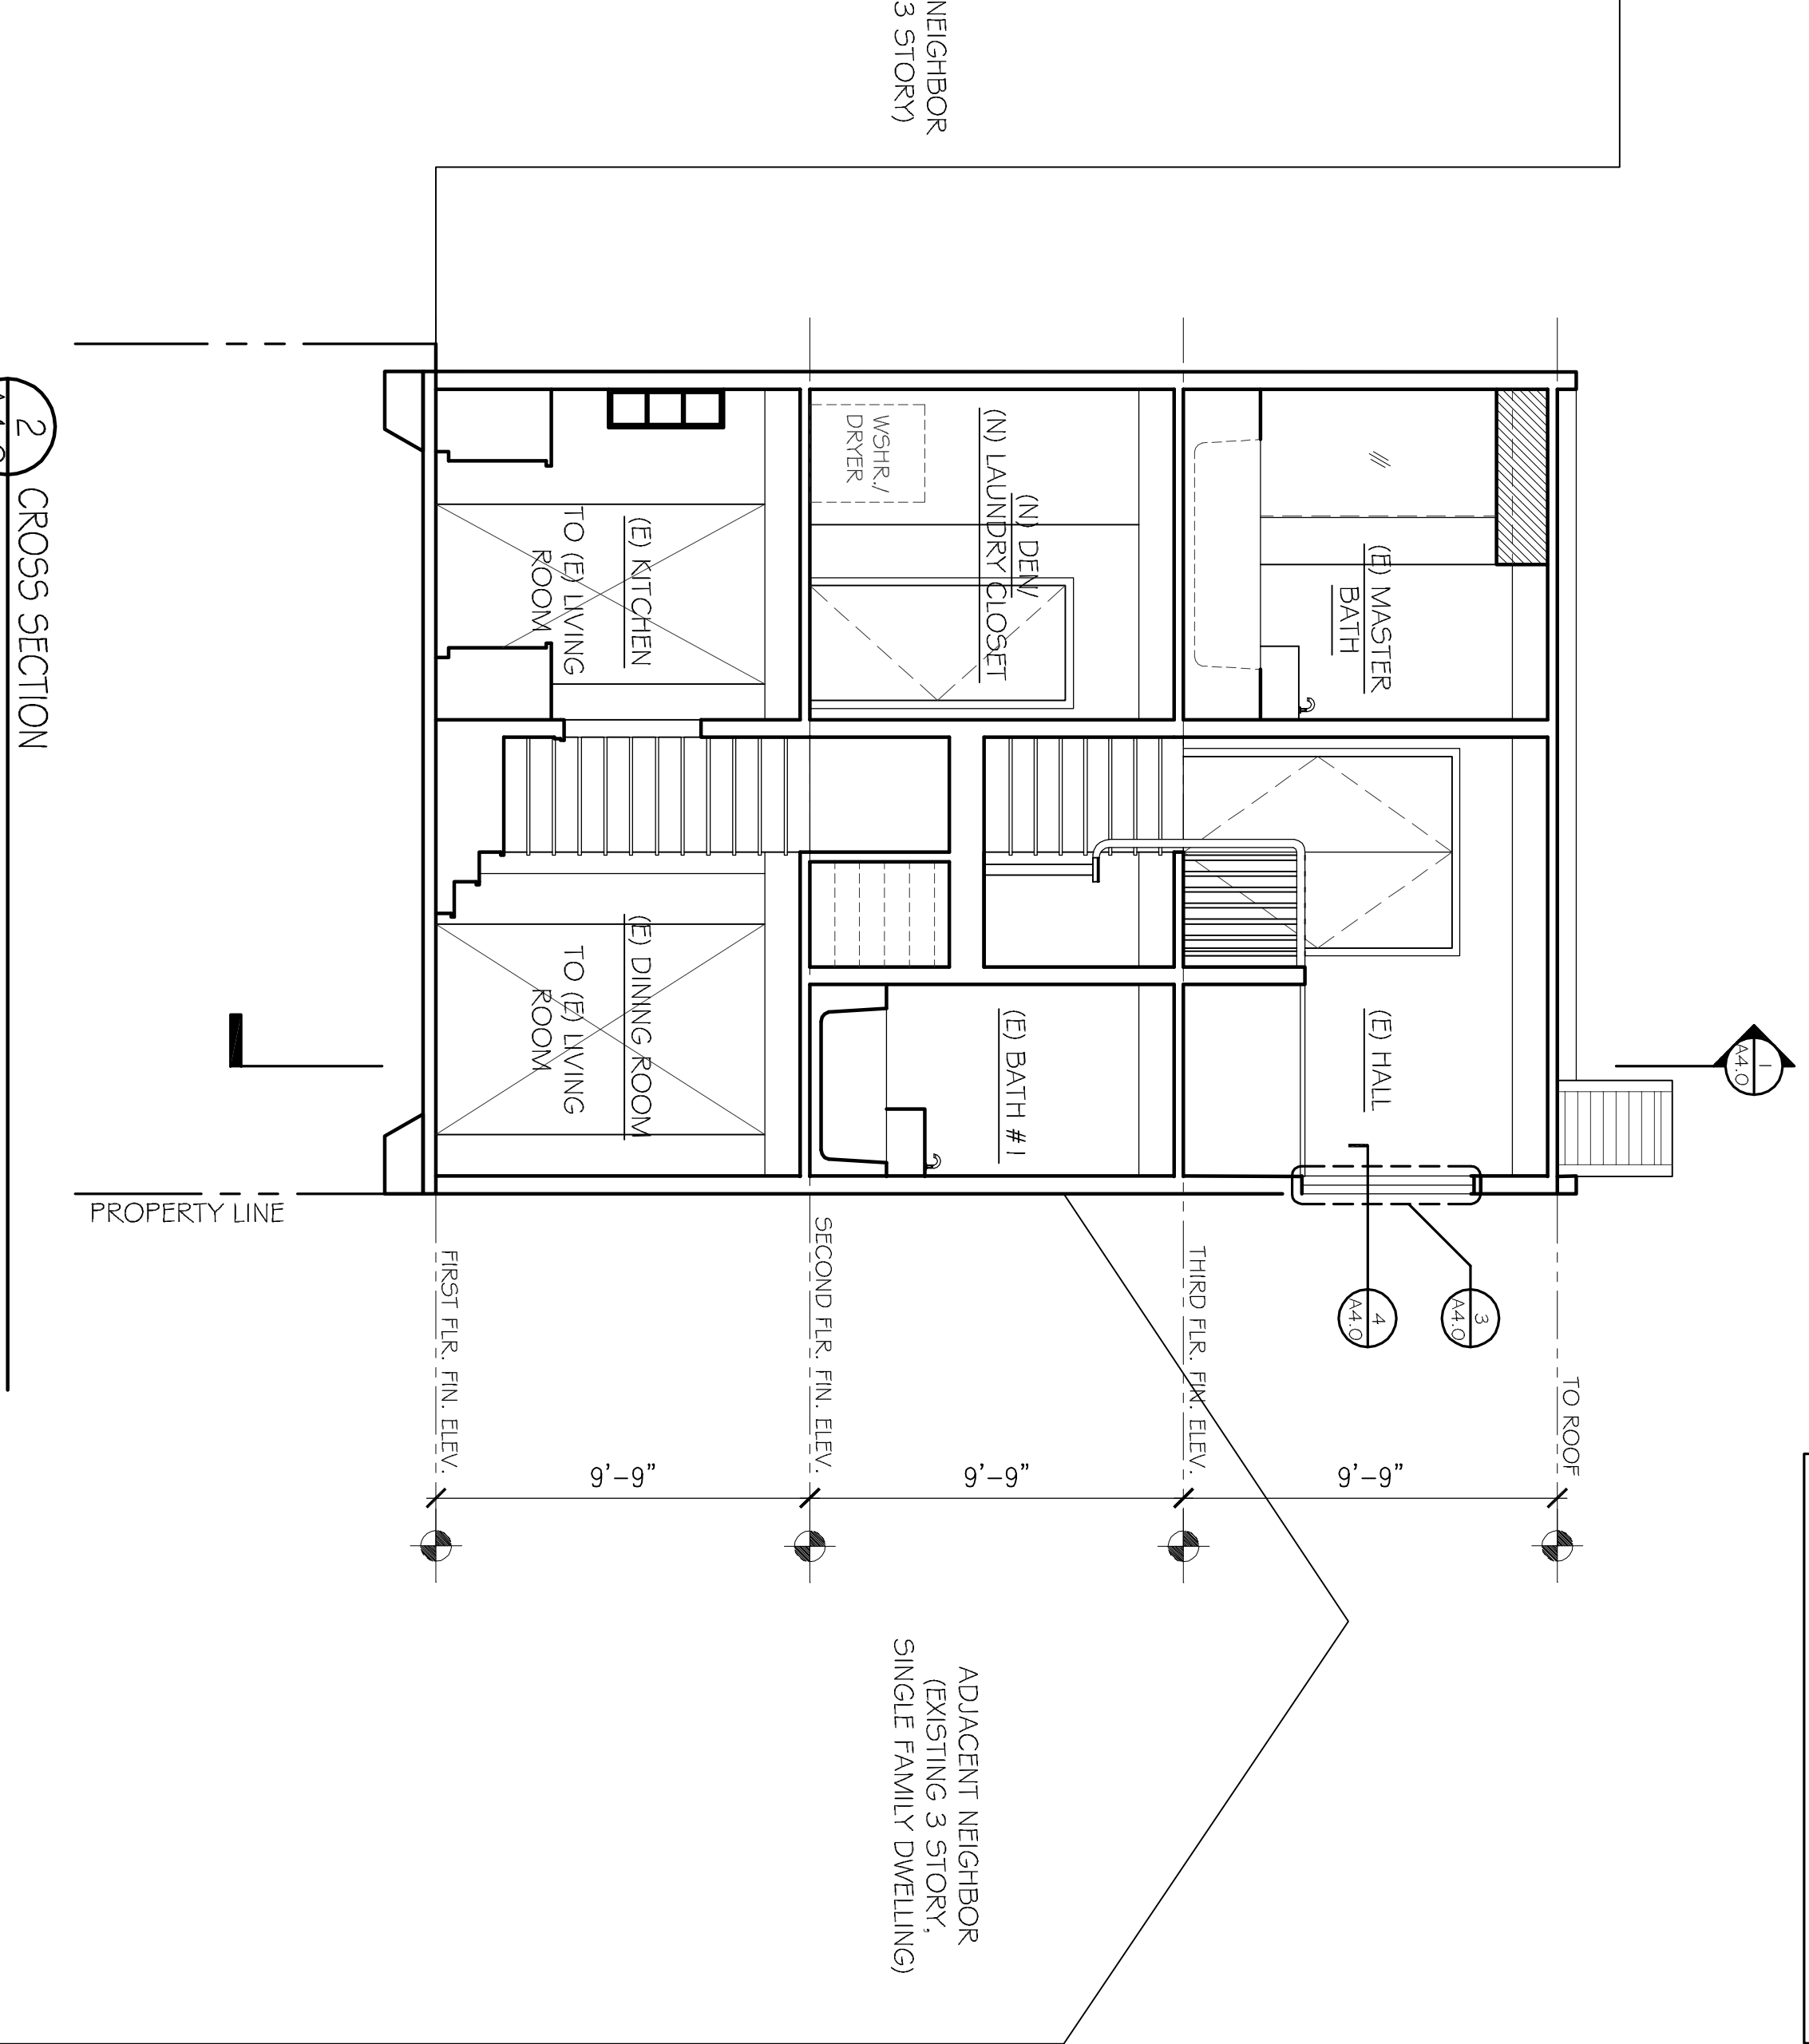 NEIGHBOR
3 STORY)
1
A4.0
3
A4.0
4
A4.0
TO ROOF
(E) MASTER
BATH
(E) HALL
9'-9"
THIRD FLR. FIN. ELEV.
(N) DEN/
(N) LAUNDRY CLOSET
WSHR./
DRYER
(E) BATH #1
9'-9"
SECOND FLR. FIN. ELEV.
(E) KITCHEN
TO (E) LIVING
ROOM
(E) DINING ROOM
TO (E) LIVING
ROOM
9'-9"
FIRST FLR. FIN. ELEV.
ADJACENT NEIGHBOR
(EXISTING 3 STORY,
SINGLE FAMILY DWELLING)
PROPERTY LINE
2
CROSS SECTION